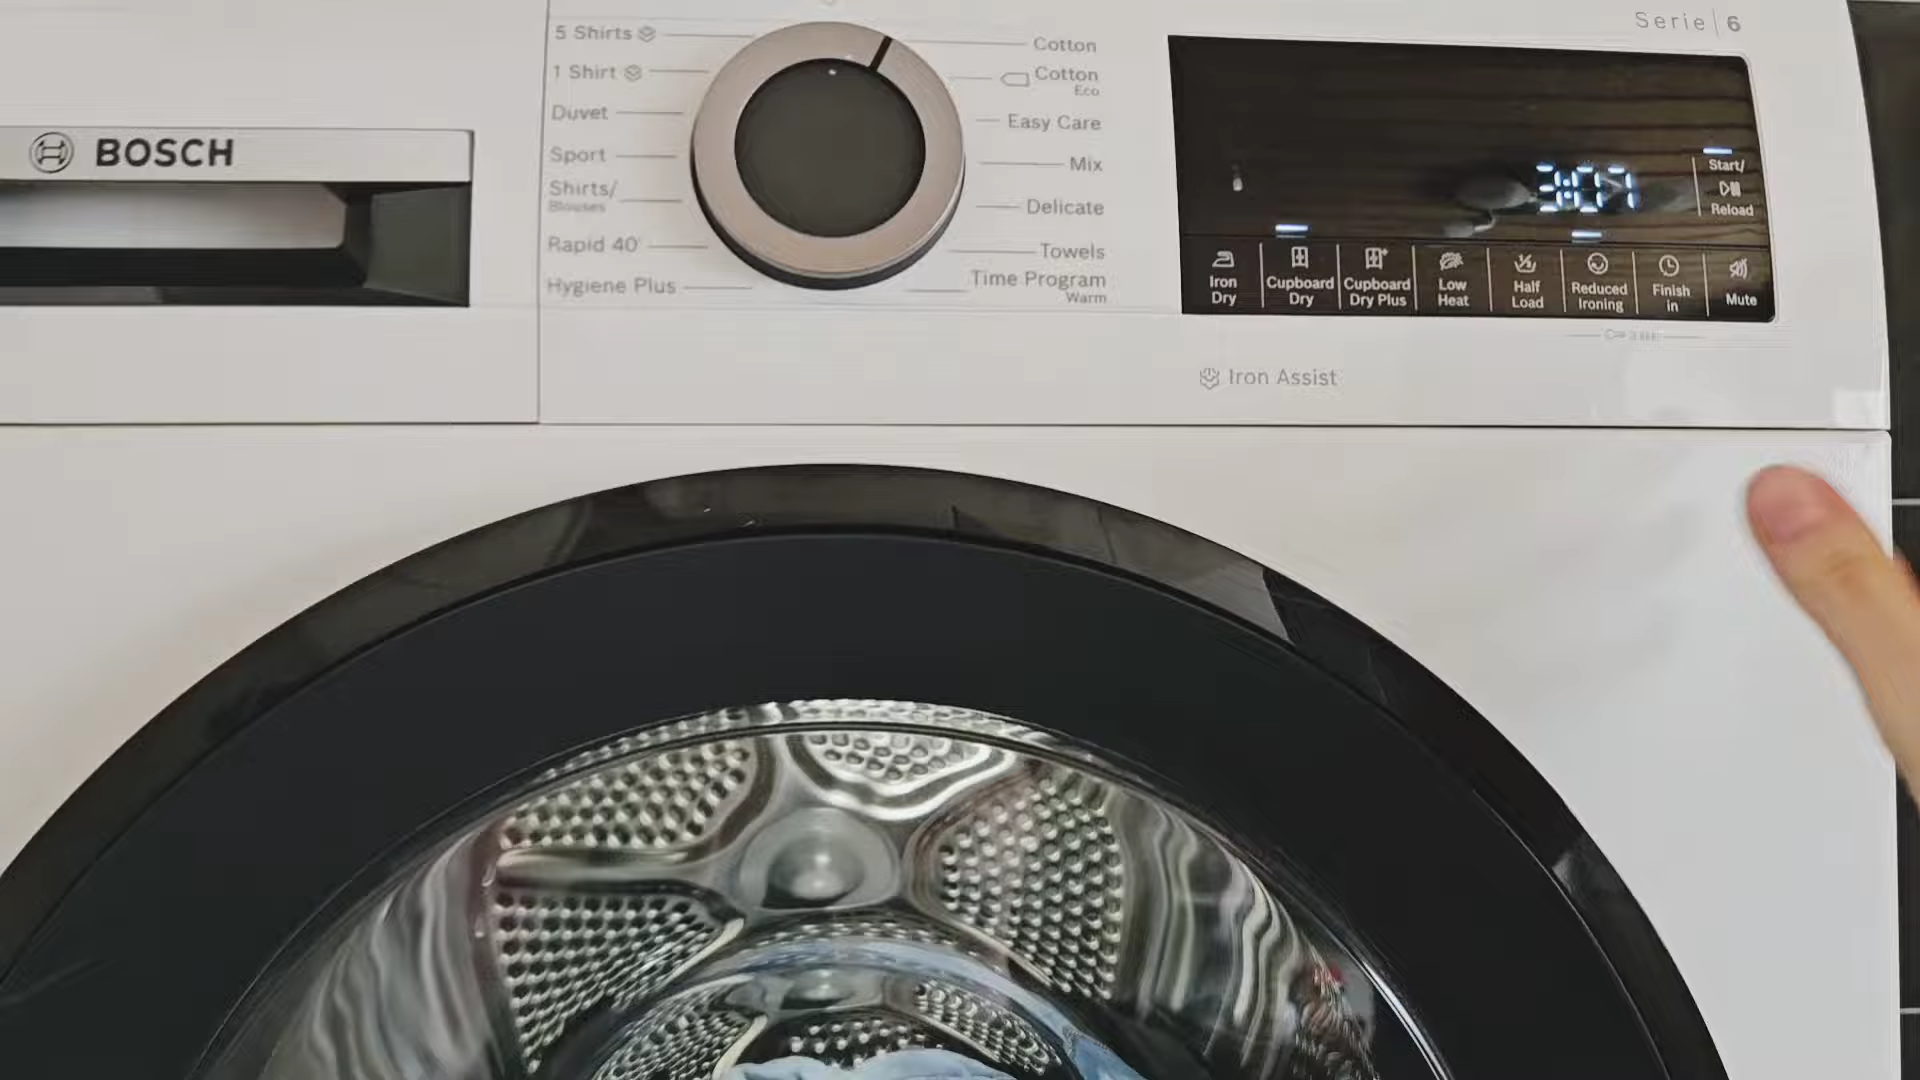 BOSCH
5 Shirts
1 Shirt
Duvet
Sport
Shirts/
Blouses
Rapid 40'
Hygiene Plus
Cotton
Cotton
Eco
Easy Care
Mix
Delicate
Towels
Time Program
Warm
Serie | 6
3:07
Start/
Reload
Iron
Dry
Cupboard
Dry
Cupboard
Dry Plus
Low
Heat
Half
Load
Reduced
Ironing
Finish
in
Mute
Iron Assist